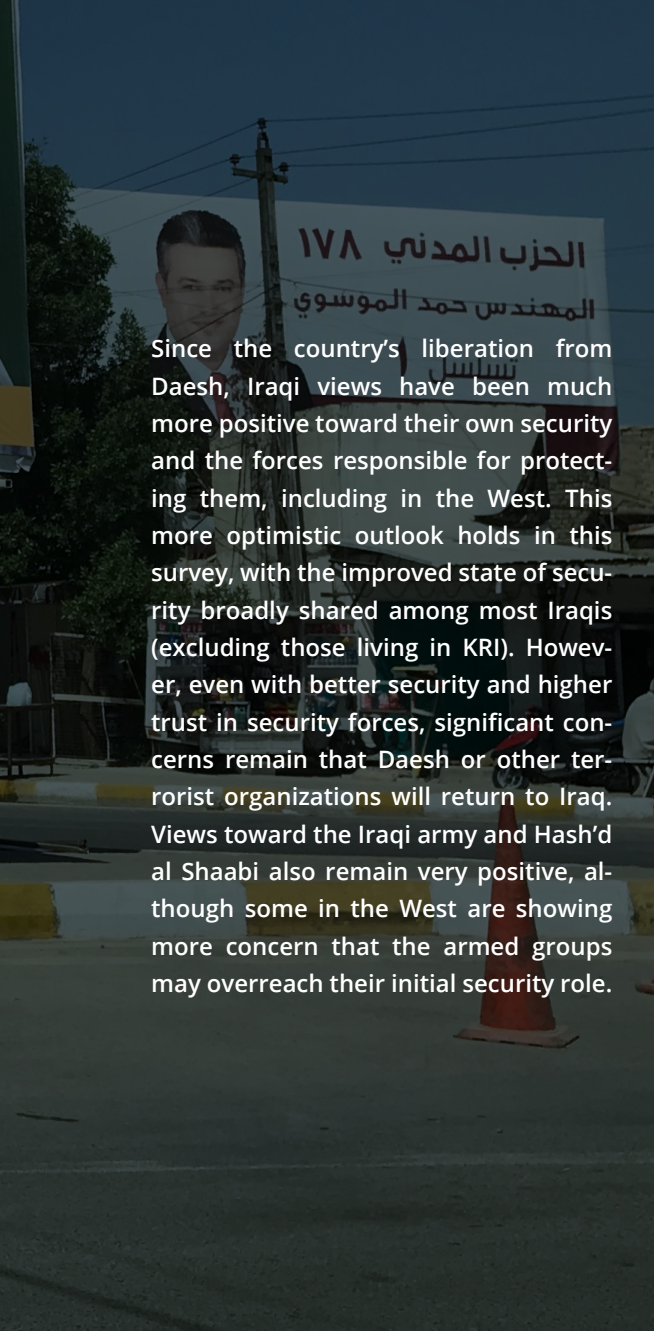 الحزب المدني ١٧٨
المهندس حمد الموسوي
تسلسل ١
Since the country’s liberation from
Daesh, Iraqi views have been much
more positive toward their own security
and the forces responsible for protect-
ing them, including in the West. This
more optimistic outlook holds in this
survey, with the improved state of secu-
rity broadly shared among most Iraqis
(excluding those living in KRI). Howev-
er, even with better security and higher
trust in security forces, significant con-
cerns remain that Daesh or other ter-
rorist organizations will return to Iraq.
Views toward the Iraqi army and Hash’d
al Shaabi also remain very positive, al-
though some in the West are showing
more concern that the armed groups
may overreach their initial security role.